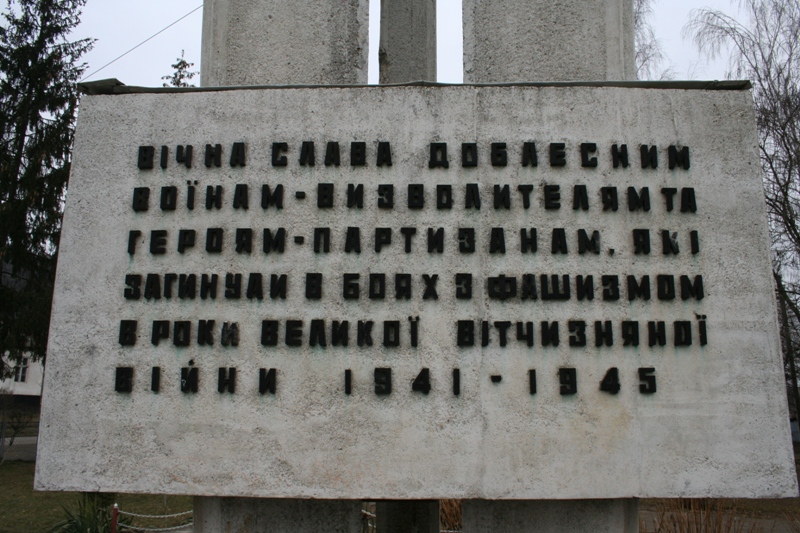 ВІЧНА СЛАВА ДОБЛЕСНИМ
ВОЇНАМ-ВИЗВОЛИТЕЛЯМ ТА
ГЕРОЯМ-ПАРТИЗАНАМ, ЯКІ
ЗАГИНУЛИ В БОЯХ З ФАШИЗМОМ
В РОКИ ВЕЛИКОЇ ВІТЧИЗНЯНОЇ
ВІЙНИ 1941-1945